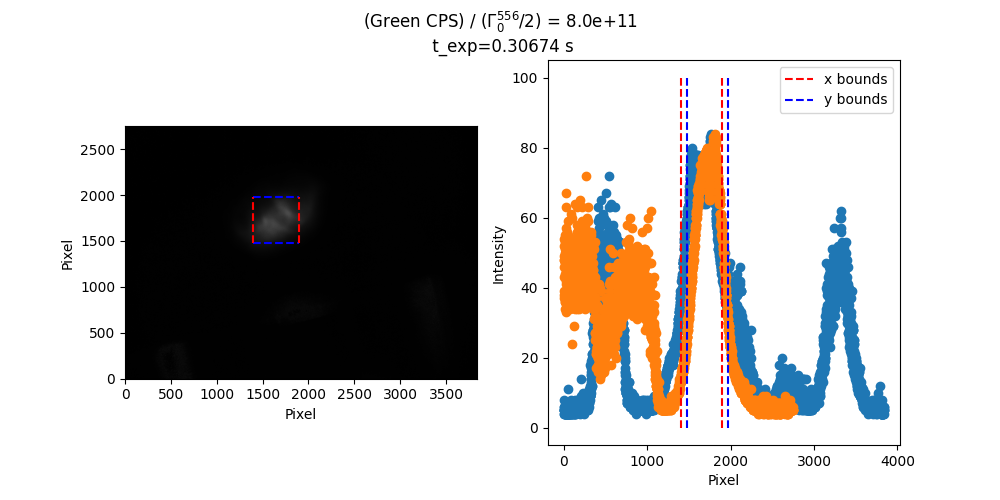 (Green CPS) / (Γ₀⁵⁵⁶/2) = 8.0e+11
t_exp=0.30674 s
2500
2000
1500
1000
500
0
Pixel
0 500 1000 1500 2000 2500 3000 3500
Pixel
100
80
60
40
20
0
Intensity
x bounds
y bounds
0 1000 2000 3000 4000
Pixel